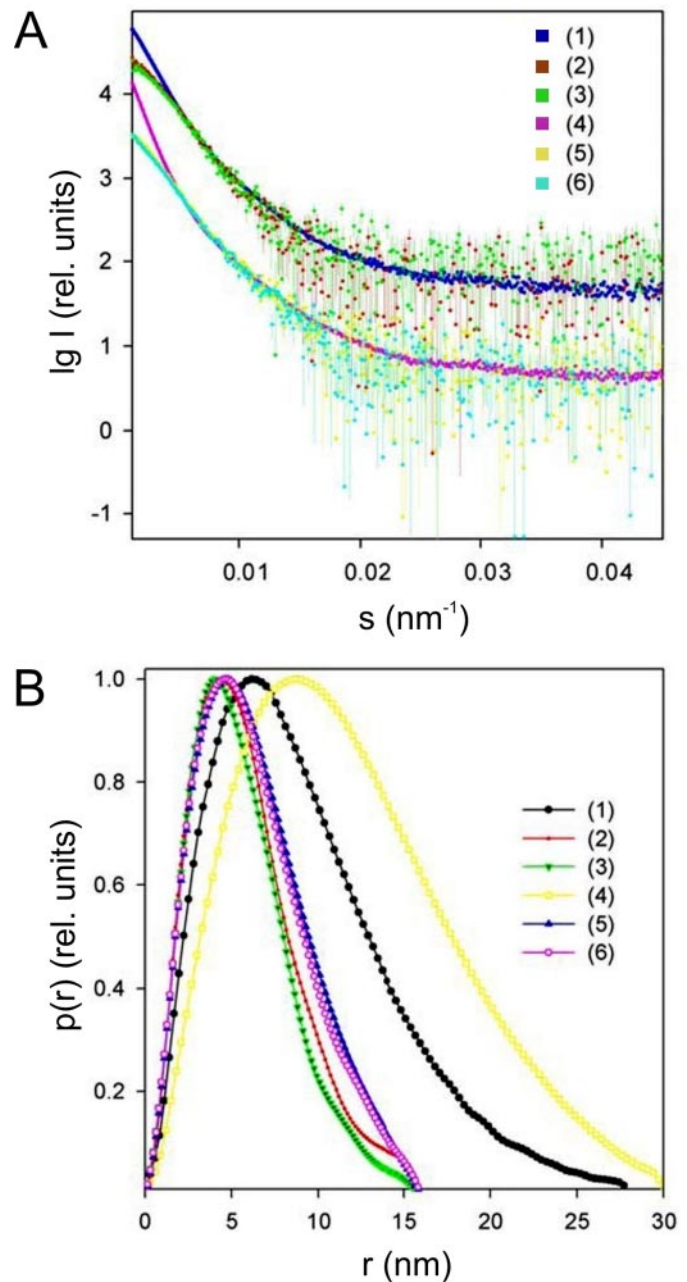 A
(1)
(2)
(3)
(4)
(5)
(6)
lg I (rel. units)
4
3
2
1
0
-1
0.01 0.02 0.03 0.04
s (nm⁻¹)
B
(1)
(2)
(3)
(4)
(5)
(6)
p(r) (rel. units)
1.0
0.8
0.6
0.4
0.2
0 5 10 15 20 25 30
r (nm)